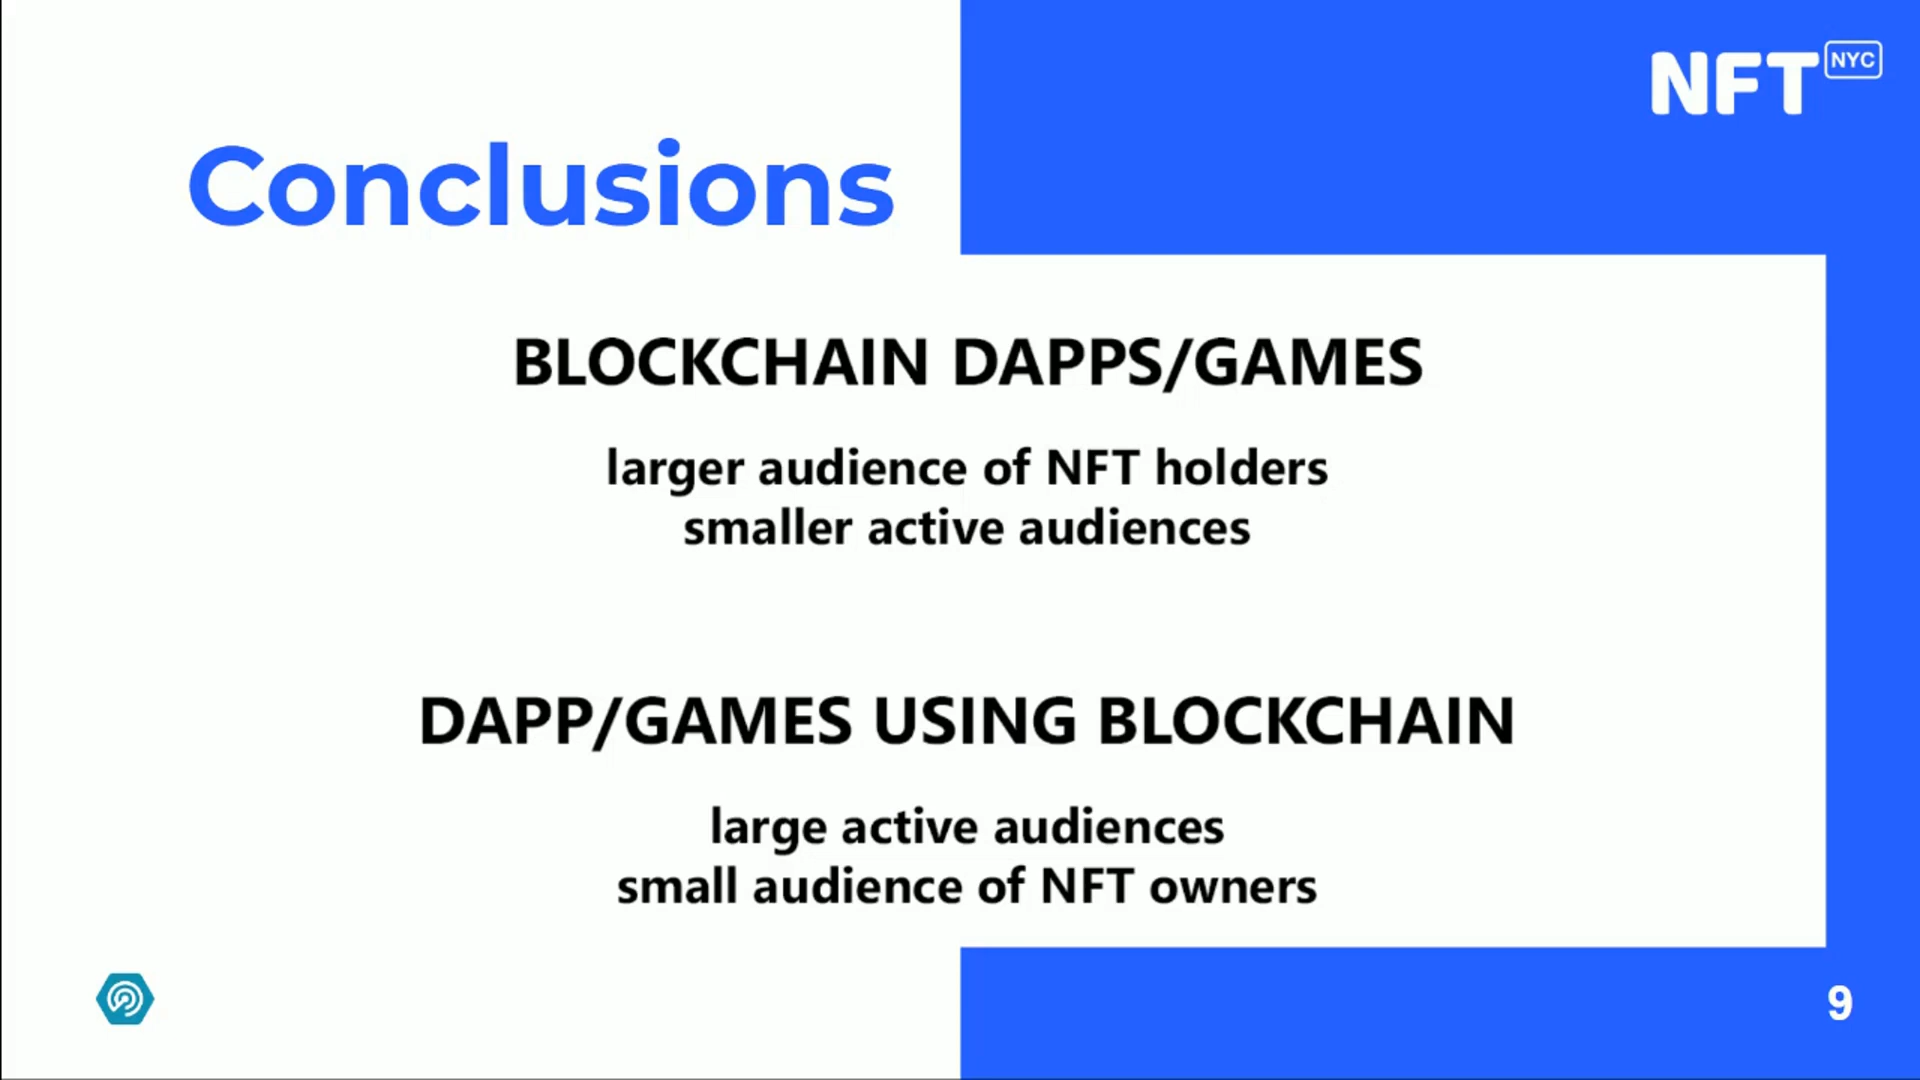 NFT NYC
Conclusions
BLOCKCHAIN DAPPS/GAMES
larger audience of NFT holders
smaller active audiences
DAPP/GAMES USING BLOCKCHAIN
large active audiences
small audience of NFT owners
9